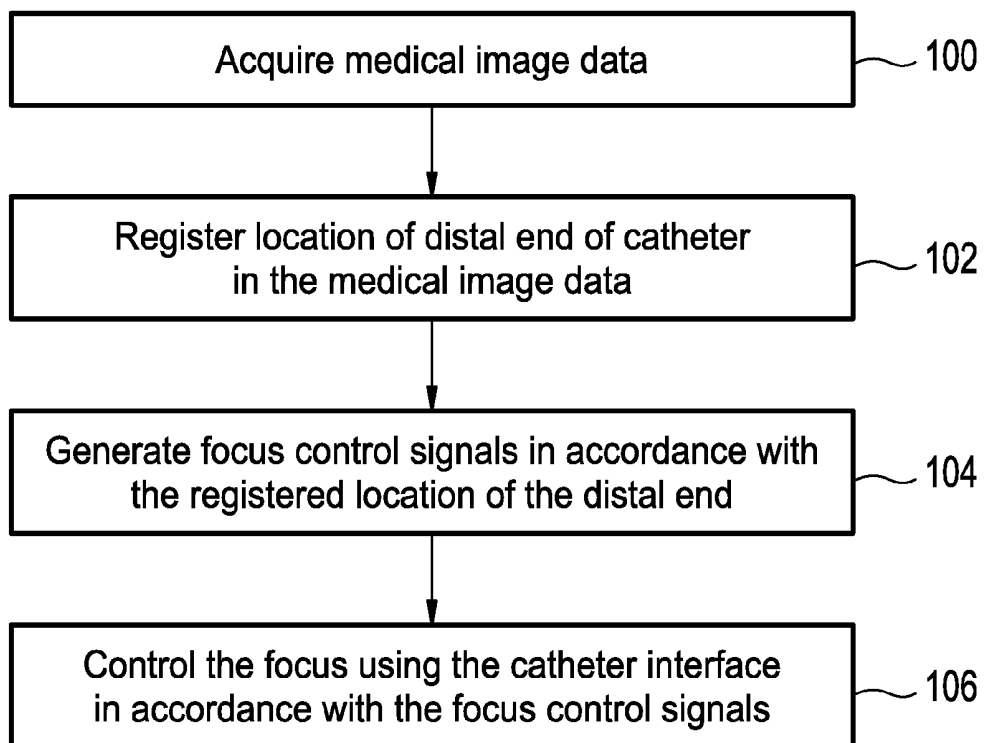 Acquire medical image data
100
Register location of distal end of catheter
in the medical image data
102
Generate focus control signals in accordance with
the registered location of the distal end
104
Control the focus using the catheter interface
in accordance with the focus control signals
106